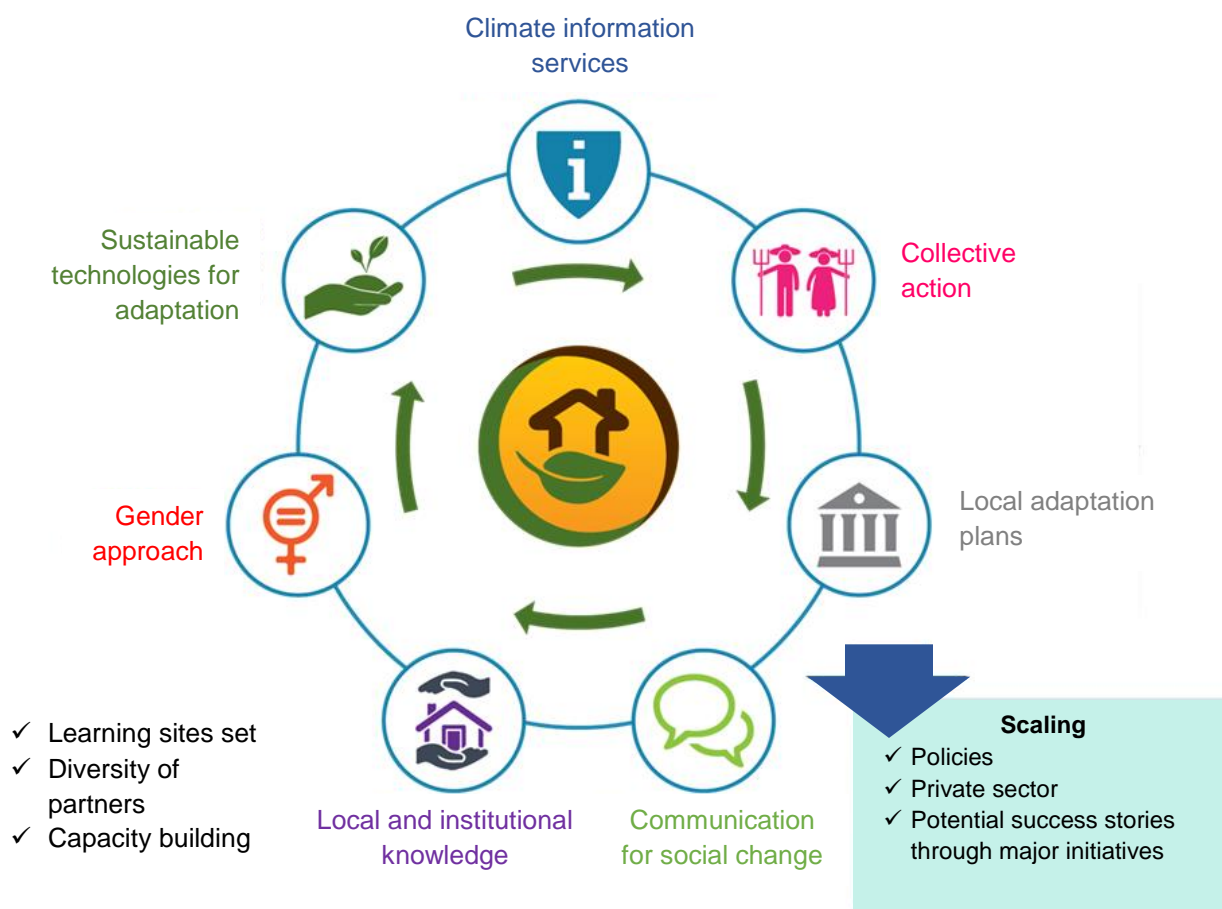 Climate information
services
Sustainable
technologies for
adaptation
Collective
action
Gender
approach
Local adaptation
plans
✓ Learning sites set
✓ Diversity of
partners
✓ Capacity building
Local and institutional
knowledge
Communication
for social change
Scaling
✓ Policies
✓ Private sector
✓ Potential success stories
through major initiatives